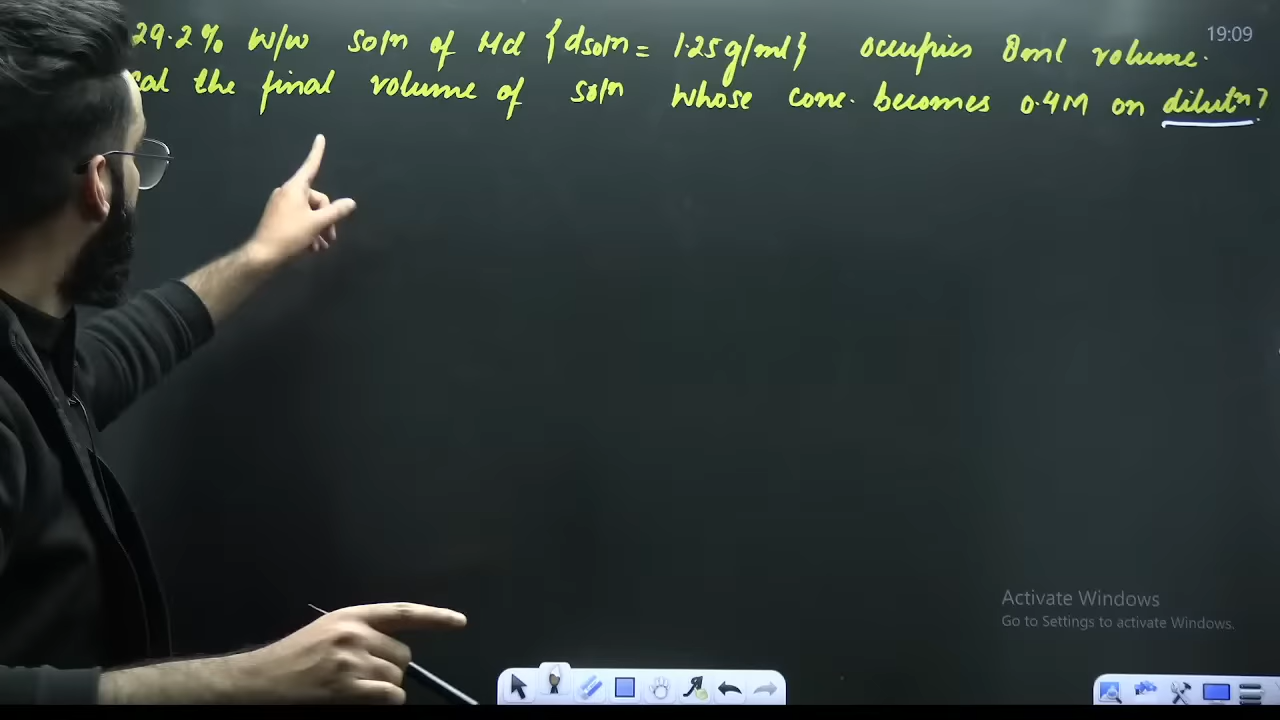 29.2% w/w soln of HCl {dsoln = 1.25g/ml} occupies 8ml volume.
cal the final volume of soln whose conc. becomes 0.4M on dilutn?
19:09
Activate Windows
Go to Settings to activate Windows.